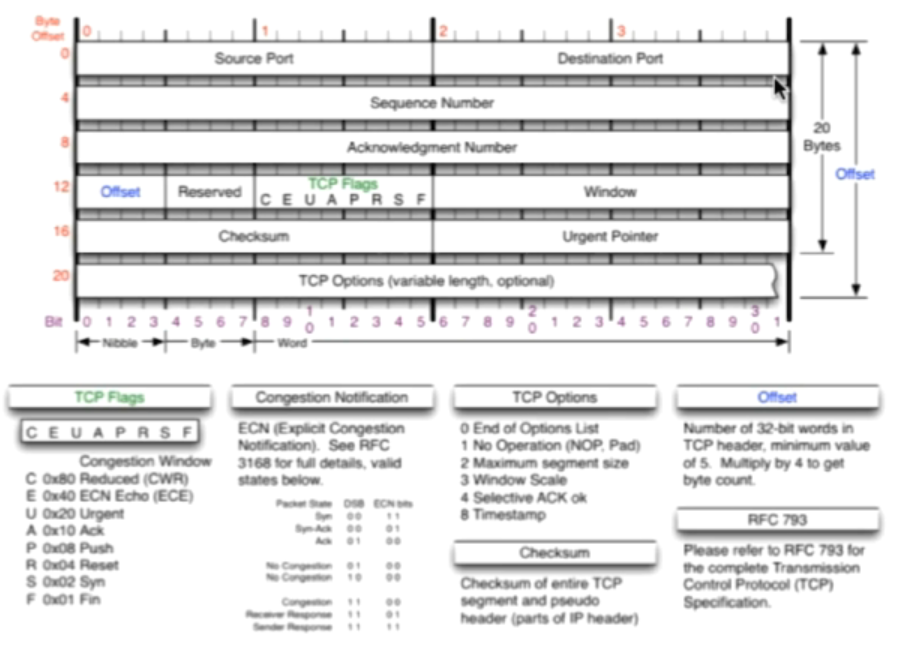 Byte
Offset
0 1 2 3
0 Source Port Destination Port
4 Sequence Number
8 Acknowledgment Number
12 Offset Reserved TCP Flags Window
C E U A P R S F
16 Checksum Urgent Pointer
20 TCP Options (variable length, optional)
20
Bytes
Offset
Bit 0 1 2 3 4 5 6 7 8 9 10 1 2 3 4 5 6 7 8 9 20 1 2 3 4 5 6 7 8 9 30 1
Nibble Byte Word
TCP Flags
C E U A P R S F
Congestion Window
C 0x80 Reduced (CWR)
E 0x40 ECN Echo (ECE)
U 0x20 Urgent
A 0x10 Ack
P 0x08 Push
R 0x04 Reset
S 0x02 Syn
F 0x01 Fin
Congestion Notification
ECN (Explicit Congestion
Notification). See RFC
3168 for full details, valid
states below.
Packet State DSB ECN bits
Syn 0 0 1 1
Syn-Ack 0 0 0 1
Ack 0 1 0 0
No Congestion 0 1 0 0
No Congestion 1 0 0 0
Congestion 1 1 0 0
Receiver Response 1 1 0 1
Sender Response 1 1 1 1
TCP Options
0 End of Options List
1 No Operation (NOP, Pad)
2 Maximum segment size
3 Window Scale
4 Selective ACK ok
8 Timestamp
Checksum
Checksum of entire TCP
segment and pseudo
header (parts of IP header)
Offset
Number of 32-bit words in
TCP header, minimum value
of 5. Multiply by 4 to get
byte count.
RFC 793
Please refer to RFC 793 for
the complete Transmission
Control Protocol (TCP)
Specification.